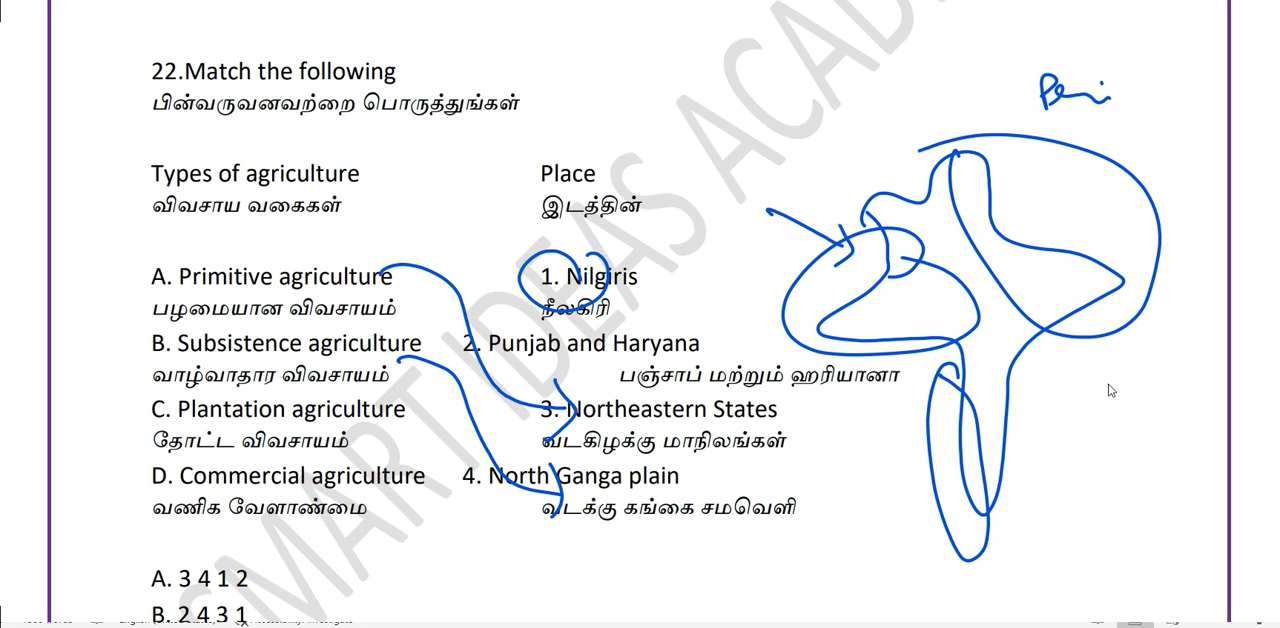 22.Match the following
பின்வருவனவற்றை பொருத்துங்கள்
Types of agriculture Place
விவசாய வகைகள் இடத்தின்
A. Primitive agriculture 1. Nilgiris
பழமையான விவசாயம் நீலகிரி
B. Subsistence agriculture 2. Punjab and Haryana
வாழ்வாதார விவசாயம் பஞ்சாப் மற்றும் ஹரியானா
C. Plantation agriculture 3. Northeastern States
தோட்ட விவசாயம் வடகிழக்கு மாநிலங்கள்
D. Commercial agriculture 4. North Ganga plain
வணிக வேளாண்மை வடக்கு கங்கை சமவெளி
A. 3 4 1 2
B. 2 4 3 1
SMART IDEAS